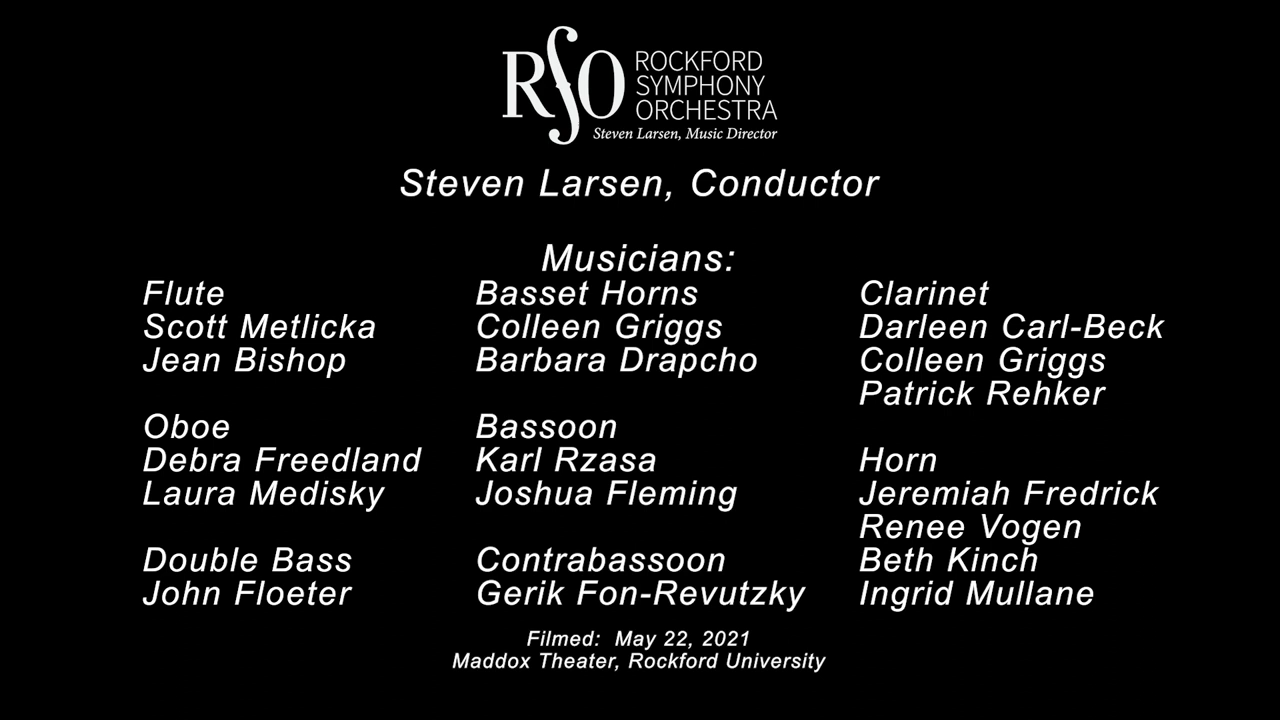 RSO
ROCKFORD
SYMPHONY
ORCHESTRA
Steven Larsen, Music Director
Steven Larsen, Conductor
Musicians:
Flute
Scott Metlicka
Jean Bishop
Oboe
Debra Freedland
Laura Medisky
Double Bass
John Floeter
Basset Horns
Colleen Griggs
Barbara Drapcho
Bassoon
Karl Rzasa
Joshua Fleming
Contrabassoon
Gerik Fon-Revutzky
Clarinet
Darleen Carl-Beck
Colleen Griggs
Patrick Rehker
Horn
Jeremiah Fredrick
Renee Vogen
Beth Kinch
Ingrid Mullane
Filmed: May 22, 2021
Maddox Theater, Rockford University